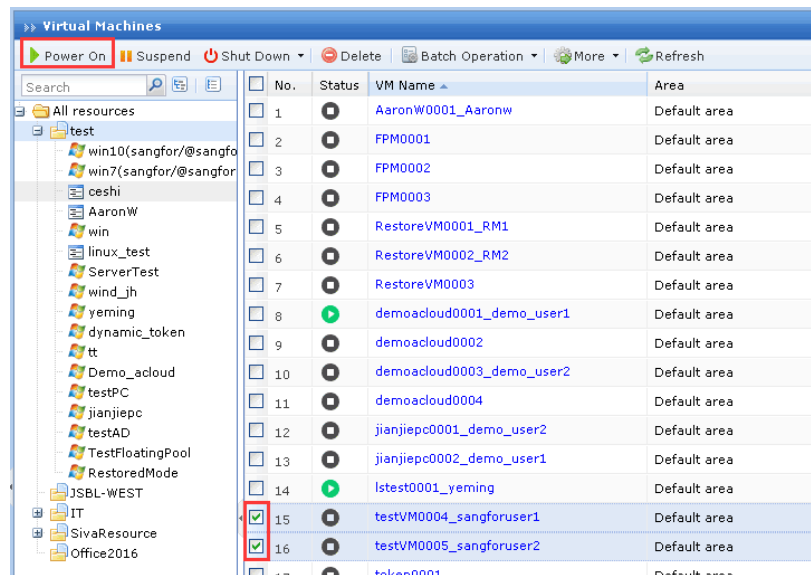 Virtual Machines
Power On Suspend Shut Down Delete Batch Operation More Refresh
Search
No. Status VM Name Area
All resources
test
win10(sangfor/@sangfo
win7(sangfor/@sangfor
ceshi
AaronW
win
linux_test
ServerTest
wind_jh
yeming
dynamic_token
tt
Demo_acloud
testPC
jianjiepc
testAD
TestFloatingPool
RestoredMode
JSBL-WEST
IT
SivaResource
Office2016
1 AaronW0001_Aaronw Default area
2 FPM0001 Default area
3 FPM0002 Default area
4 FPM0003 Default area
5 RestoreVM0001_RM1 Default area
6 RestoreVM0002_RM2 Default area
7 RestoreVM0003 Default area
8 demoacloud0001_demo_user1 Default area
9 demoacloud0002 Default area
10 demoacloud0003_demo_user2 Default area
11 demoacloud0004 Default area
12 jianjiepc0001_demo_user2 Default area
13 jianjiepc0002_demo_user1 Default area
14 lstest0001_yeming Default area
15 testVM0004_sangforuser1 Default area
16 testVM0005_sangforuser2 Default area
17 token0001 Default area